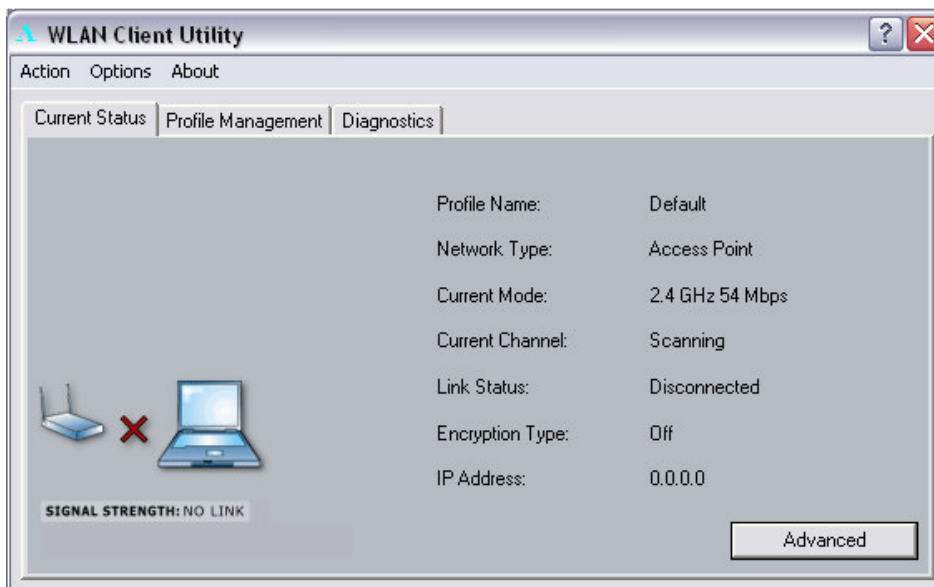 WLAN Client Utility
Action Options About
Current Status Profile Management Diagnostics
Profile Name: Default
Network Type: Access Point
Current Mode: 2.4 GHz 54 Mbps
Current Channel: Scanning
Link Status: Disconnected
Encryption Type: Off
IP Address: 0.0.0.0
SIGNAL STRENGTH: NO LINK
Advanced